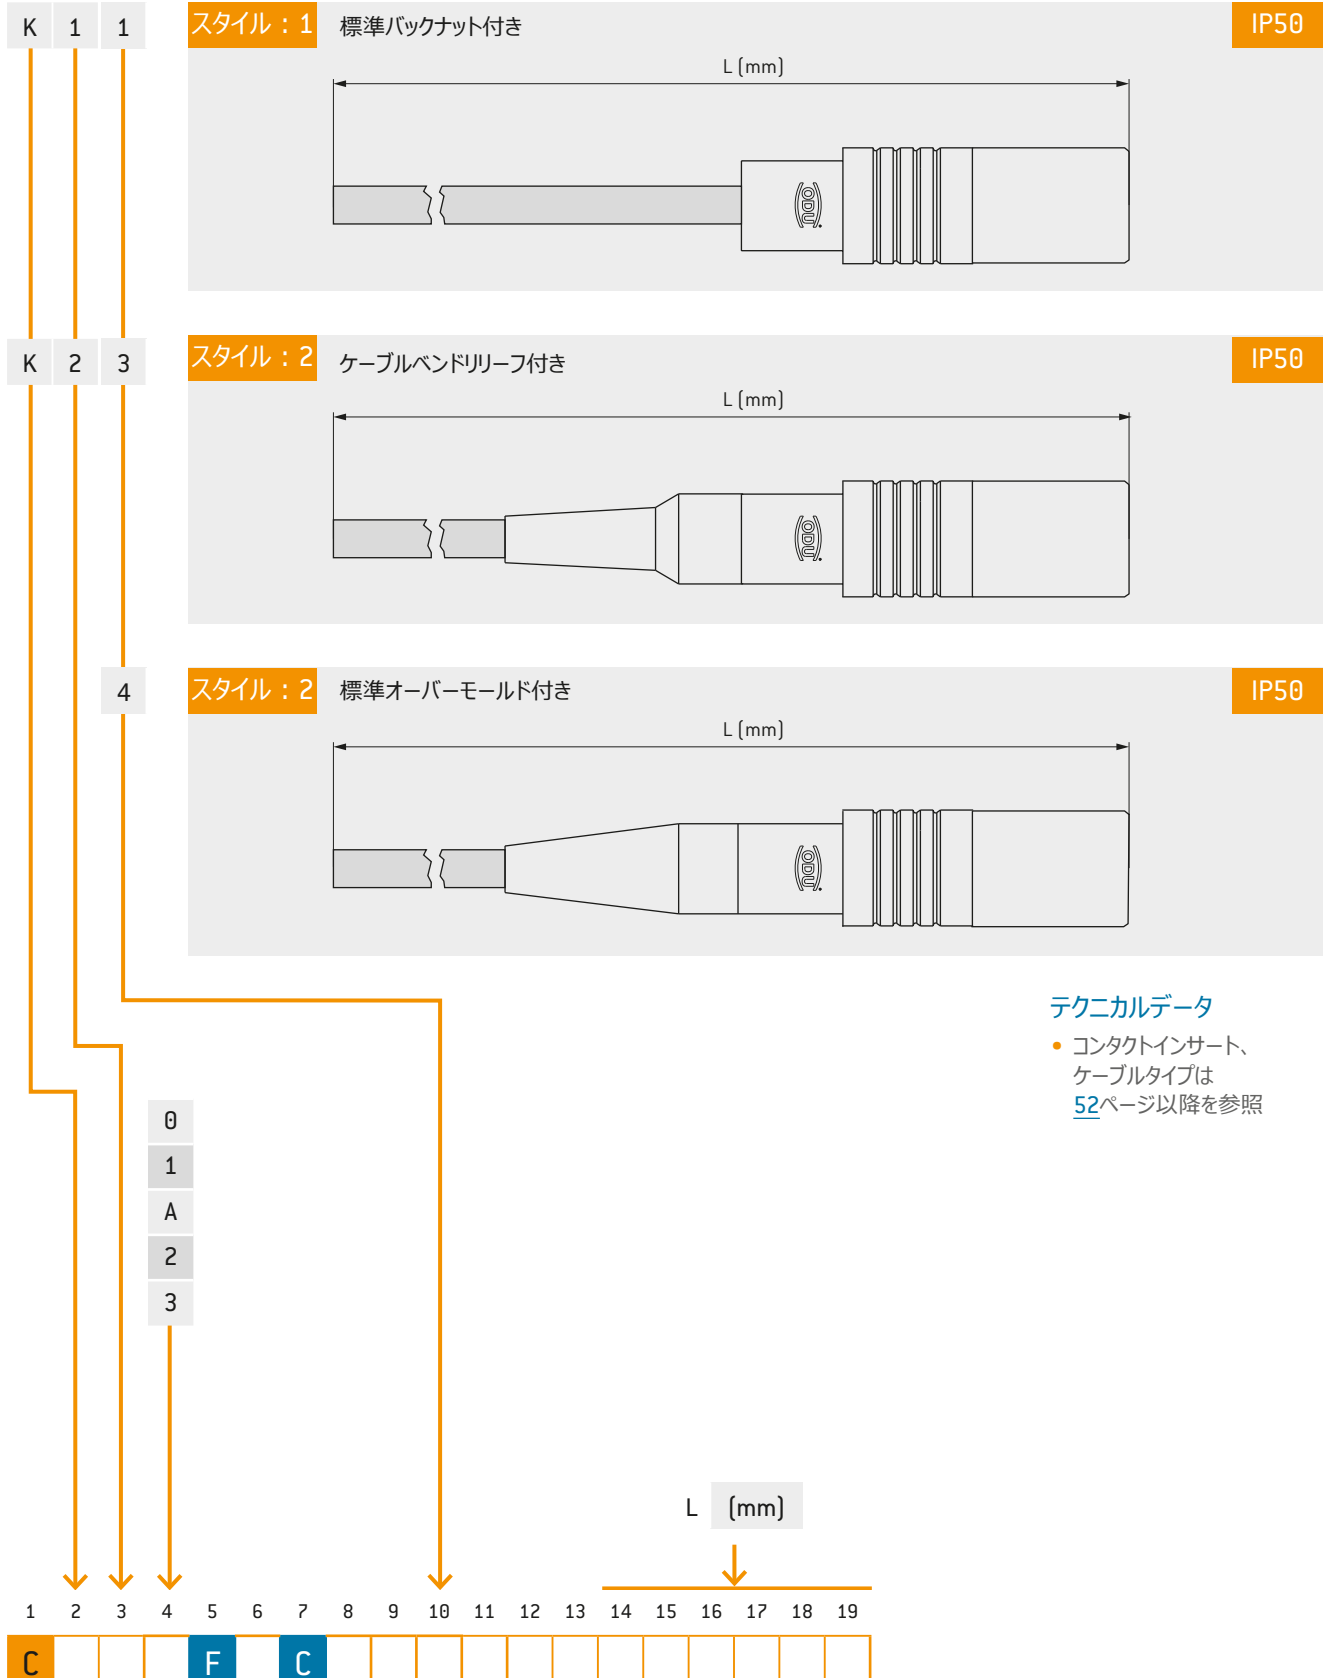 K 1 1
スタイル：1 標準バックナット付き IP50
L (mm)
ODU
K 2 3
スタイル：2 ケーブルベンドリリーフ付き IP50
L (mm)
ODU
4
スタイル：2 標準オーバーモールド付き IP50
L (mm)
ODU
テクニカルデータ
• コンタクトインサート、
ケーブルタイプは
52ページ以降を参照
0
1
A
2
3
L (mm)
1 2 3 4 5 6 7 8 9 10 11 12 13 14 15 16 17 18 19
C F C